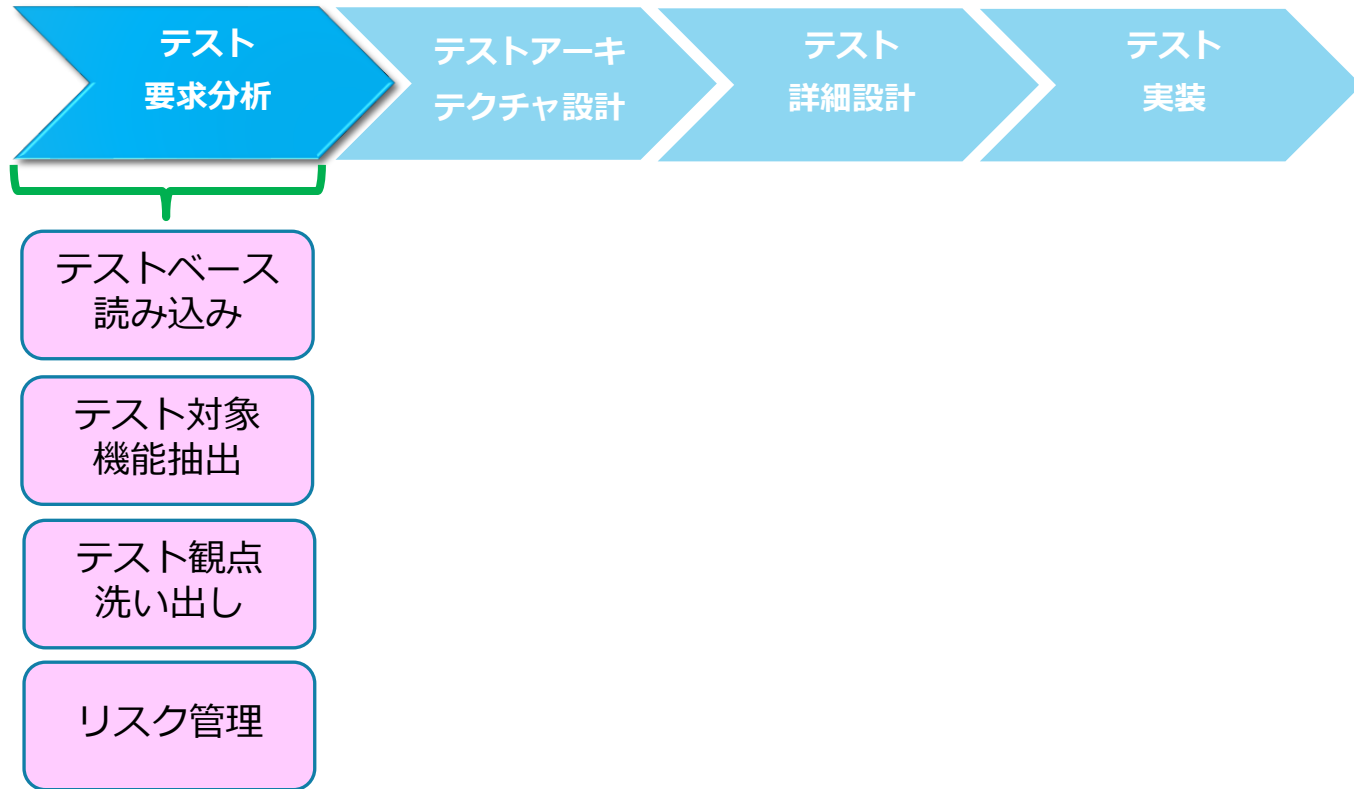 テスト
要求分析
テストアーキ
テクチャ設計
テスト
詳細設計
テスト
実装
テストベース
読み込み
テスト対象
機能抽出
テスト観点
洗い出し
リスク管理